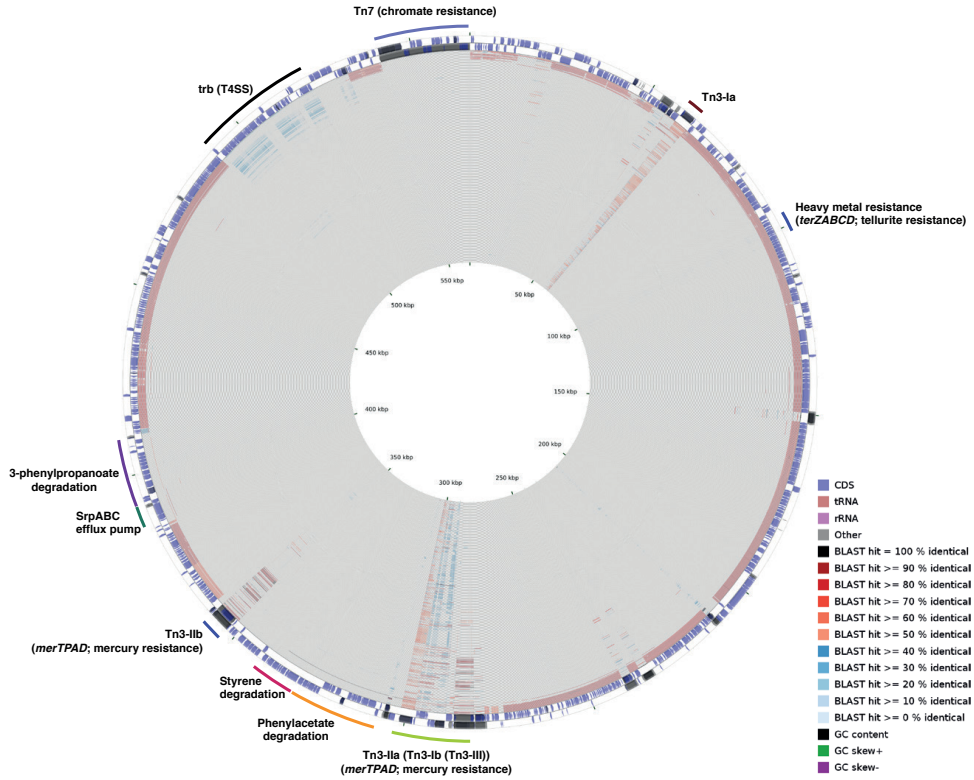 Tn7 (chromate resistance)
trb (T4SS)
Tn3-Ia
Heavy metal resistance
(terZABCD; tellurite resistance)
550 kbp
50 kbp
500 kbp
100 kbp
450 kbp
150 kbp
400 kbp
200 kbp
350 kbp
300 kbp
250 kbp
3-phenylpropanoate
degradation
SrpABC
efflux pump
Tn3-IIb
(merTPAD; mercury resistance)
Styrene
degradation
Phenylacetate
degradation
Tn3-IIa (Tn3-Ib (Tn3-III))
(merTPAD; mercury resistance)
CDS
tRNA
rRNA
Other
BLAST hit = 100 % identical
BLAST hit >= 90 % identical
BLAST hit >= 80 % identical
BLAST hit >= 70 % identical
BLAST hit >= 60 % identical
BLAST hit >= 50 % identical
BLAST hit >= 40 % identical
BLAST hit >= 30 % identical
BLAST hit >= 20 % identical
BLAST hit >= 10 % identical
BLAST hit >= 0 % identical
GC content
GC skew+
GC skew-